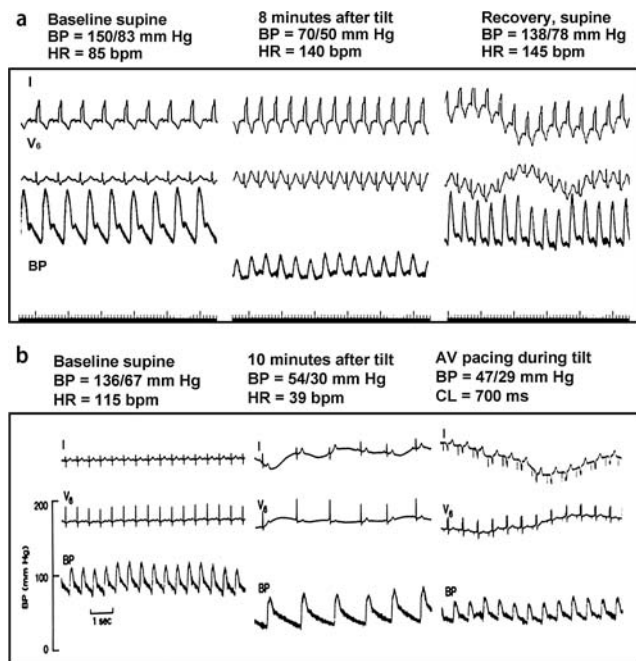 a
Baseline supine
BP = 150/83 mm Hg
HR = 85 bpm
8 minutes after tilt
BP = 70/50 mm Hg
HR = 140 bpm
Recovery, supine
BP = 138/78 mm Hg
HR = 145 bpm
I
V6
BP
b
Baseline supine
BP = 136/67 mm Hg
HR = 115 bpm
10 minutes after tilt
BP = 54/30 mm Hg
HR = 39 bpm
AV pacing during tilt
BP = 47/29 mm Hg
CL = 700 ms
I
I
I
V6
V6
V6
BP
BP
BP
BP (mm Hg)
200
100
0
1 sec